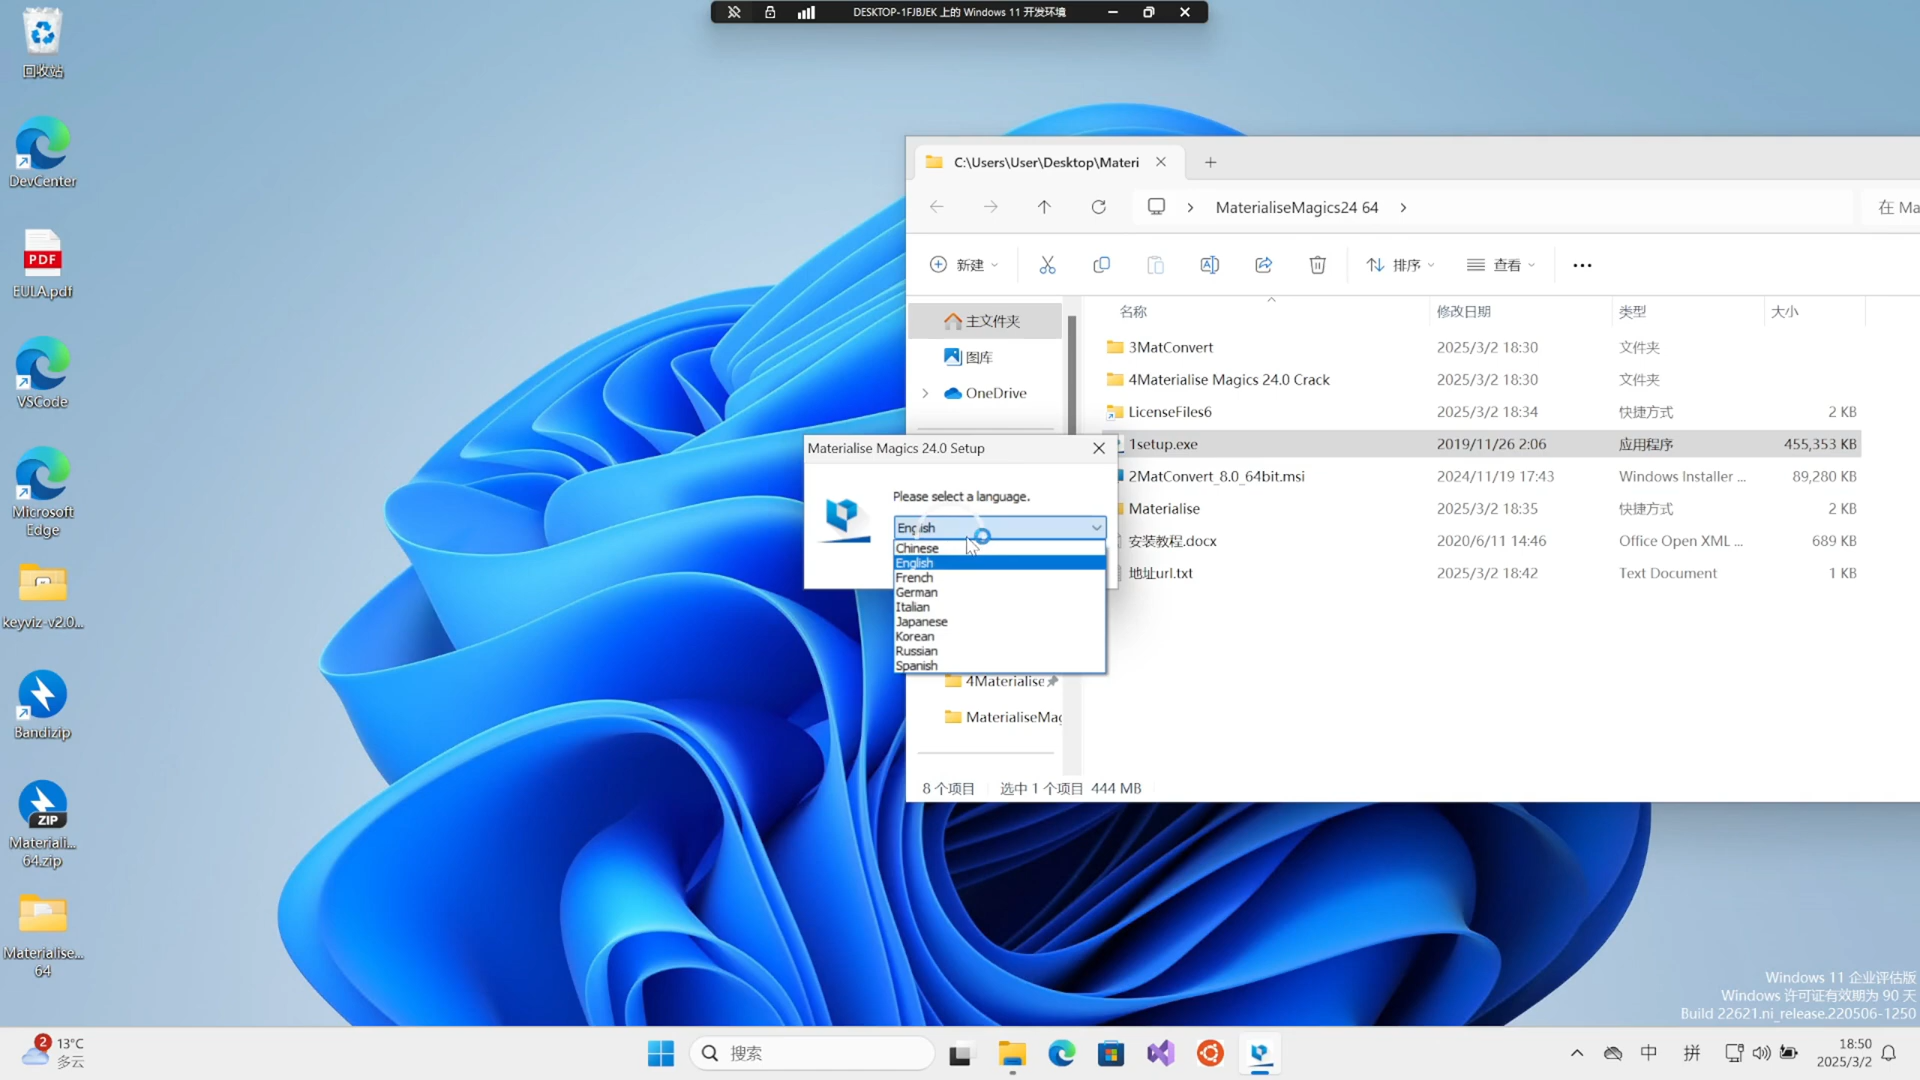 DESKTOP-1FJBJEK 上的 Windows 11 开发环境
回收站
DevCenter
PDF
EULA.pdf
VSCode
Microsoft
Edge
keyviz-v2.0...
Bandizip
ZIP
Materiali...
64.zip
Materialise...
64
C:\Users\User\Desktop\Materi
MaterialiseMagics24 64
在 Ma
新建
排序
查看
主文件夹
图库
OneDrive
4Materialise
MaterialiseMag
名称 修改日期 类型 大小
3MatConvert 2025/3/2 18:30 文件夹
4Materialise Magics 24.0 Crack 2025/3/2 18:30 文件夹
LicenseFiles6 2025/3/2 18:34 快捷方式 2 KB
1setup.exe 2019/11/26 2:06 应用程序 455,353 KB
2MatConvert_8.0_64bit.msi 2024/11/19 17:43 Windows Installer ... 89,280 KB
Materialise 2025/3/2 18:35 快捷方式 2 KB
安装教程.docx 2020/6/11 14:46 Office Open XML ... 689 KB
地址url.txt 2025/3/2 18:42 Text Document 1 KB
8 个项目 选中 1 个项目 444 MB
Materialise Magics 24.0 Setup
Please select a language.
English
Chinese
English
French
German
Italian
Japanese
Korean
Russian
Spanish
Windows 11 企业评估版
Windows 许可证有效期为 90 天
Build 22621.ni_release.220506-1250
2
13°C
多云
搜索
中
拼
18:50
2025/3/2